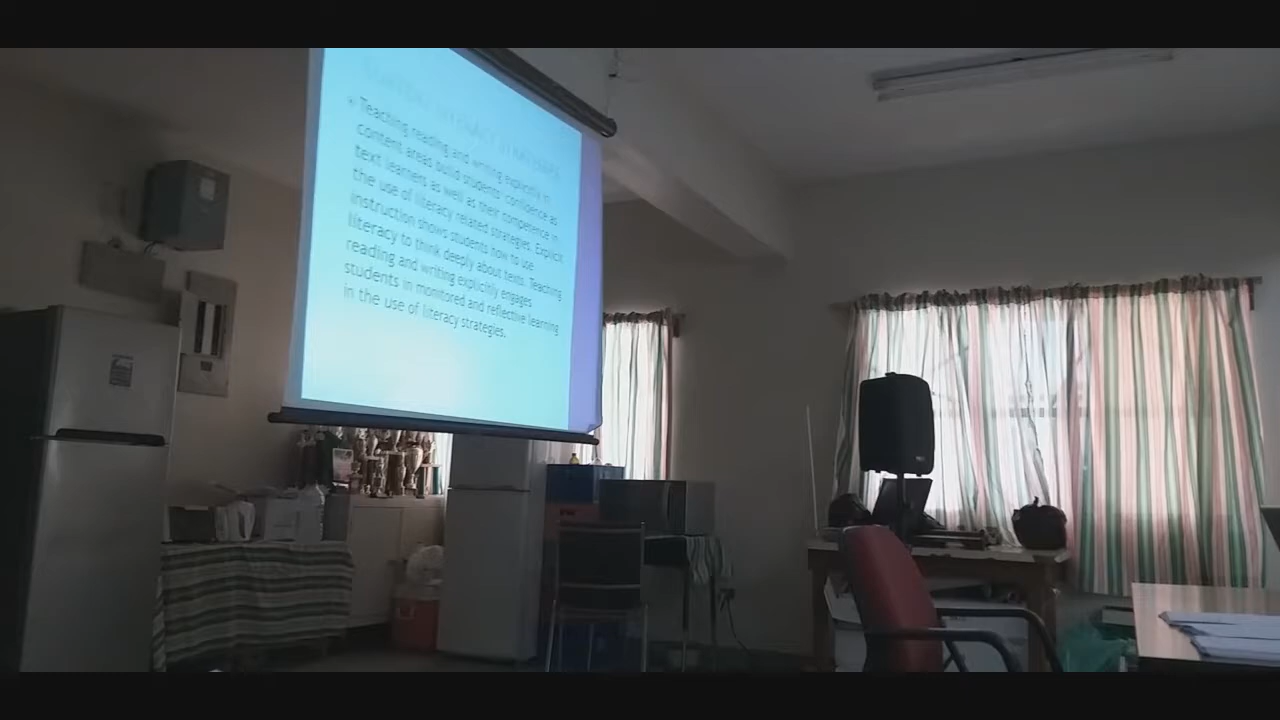 Teaching reading and writing explicitly in
content areas build students' confidence as
text learners as well as their competence in
the use of literacy related strategies. Explicit
instruction shows students how to use
literacy to think deeply about texts. Teaching
reading and writing explicitly engages
students in monitored and reflective learning
in the use of literacy strategies.